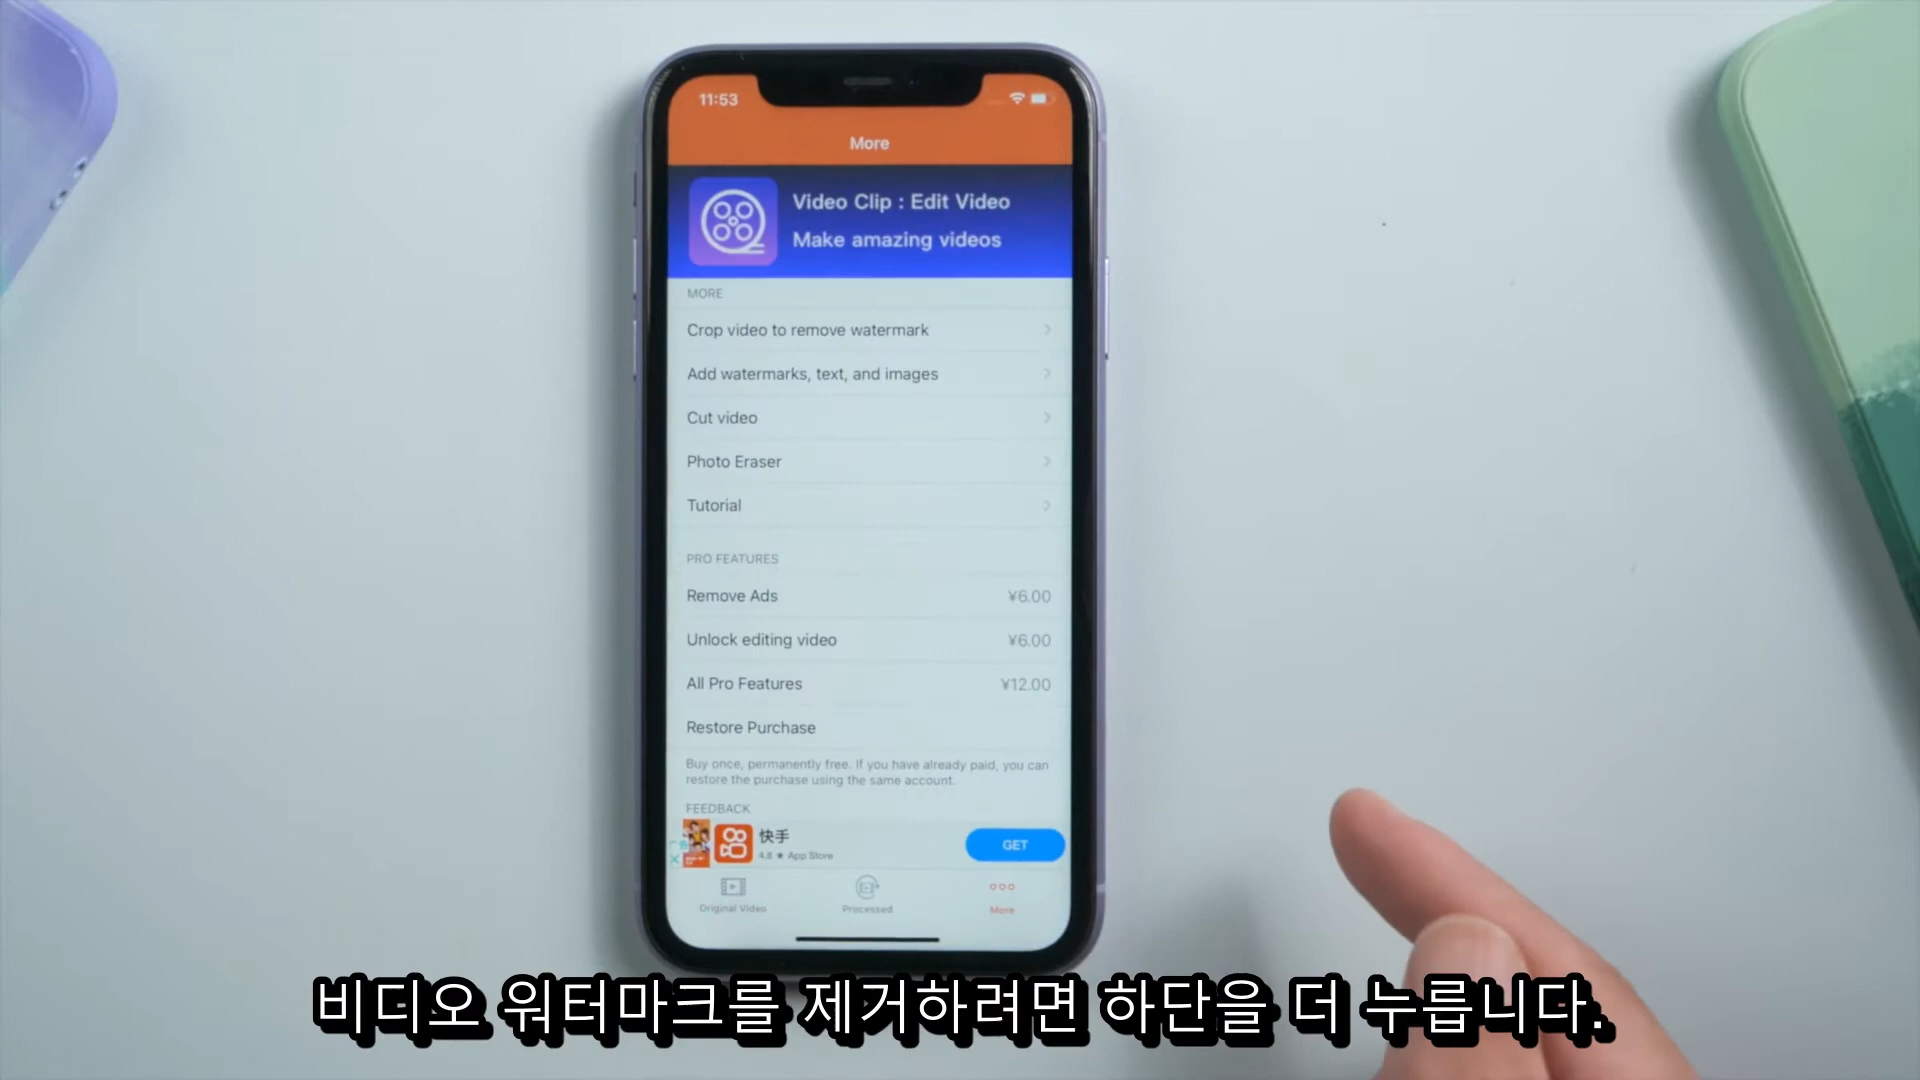 11:53
More
Video Clip : Edit Video
Make amazing videos
MORE
Crop video to remove watermark
Add watermarks, text, and images
Cut video
Photo Eraser
Tutorial
PRO FEATURES
Remove Ads ¥6.00
Unlock editing video ¥6.00
All Pro Features ¥12.00
Restore Purchase
Buy once, permanently free. If you have already paid, you can
restore the purchase using the same account.
FEEDBACK
快手
4.8 ★ App Store
GET
Original Video Processed More
비디오 워터마크를 제거하려면 하단을 더 누릅니다.